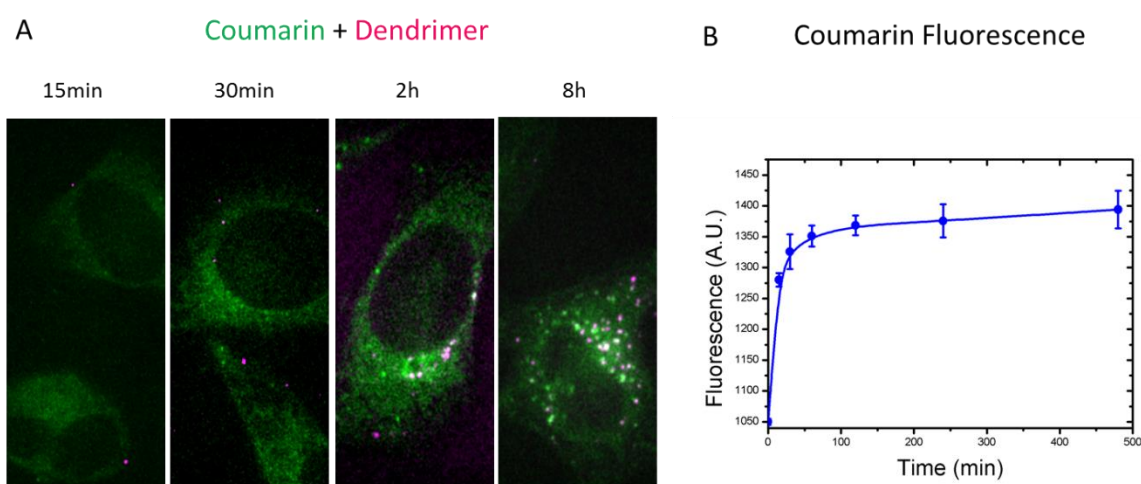 A
Coumarin + Dendrimer
15min
30min
2h
8h
B
Coumarin Fluorescence
Fluorescence (A.U.)
1450
1400
1350
1300
1250
1200
1150
1100
1050
0
100
200
300
400
500
Time (min)